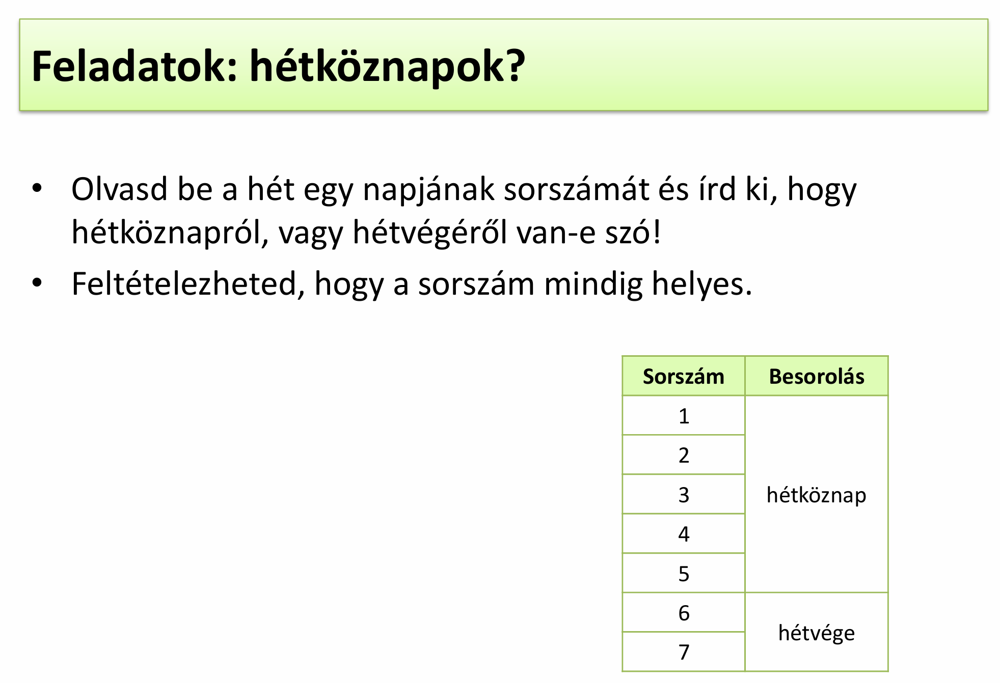 Feladatok: hétköznapok?
• Olvasd be a hét egy napjának sorszámát és írd ki, hogy
hétköznapról, vagy hétvégéről van-e szó!
• Feltételezheted, hogy a sorszám mindig helyes.
Sorszám Besorolás
1
2
3 hétköznap
4
5
6
hétvége
7